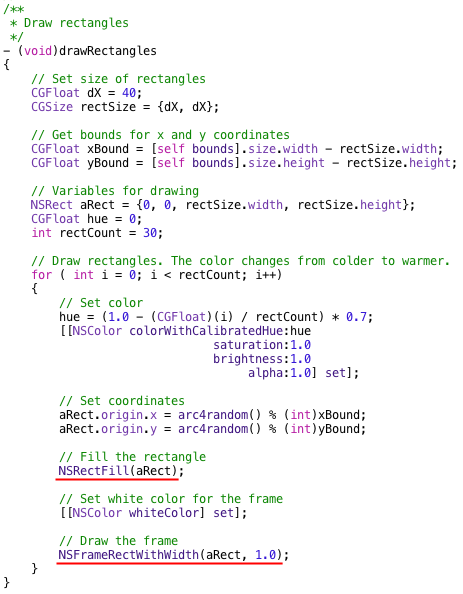 /**
 * Draw rectangles
 */
- (void)drawRectangles
{
    // Set size of rectangles
    CGFloat dX = 40;
    CGSize rectSize = {dX, dX};

    // Get bounds for x and y coordinates
    CGFloat xBound = [self bounds].size.width - rectSize.width;
    CGFloat yBound = [self bounds].size.height - rectSize.height;

    // Variables for drawing
    NSRect aRect = {0, 0, rectSize.width, rectSize.height};
    CGFloat hue = 0;
    int rectCount = 30;

    // Draw rectangles. The color changes from colder to warmer.
    for ( int i = 0; i < rectCount; i++)
    {
        // Set color
        hue = (1.0 - (CGFloat)(i) / rectCount) * 0.7;
        [[NSColor colorWithCalibratedHue:hue
                              saturation:1.0
                              brightness:1.0
                                   alpha:1.0] set];

        // Set coordinates
        aRect.origin.x = arc4random() % (int)xBound;
        aRect.origin.y = arc4random() % (int)yBound;

        // Fill the rectangle
        NSRectFill(aRect);

        // Set white color for the frame
        [[NSColor whiteColor] set];

        // Draw the frame
        NSFrameRectWithWidth(aRect, 1.0);
    }
}